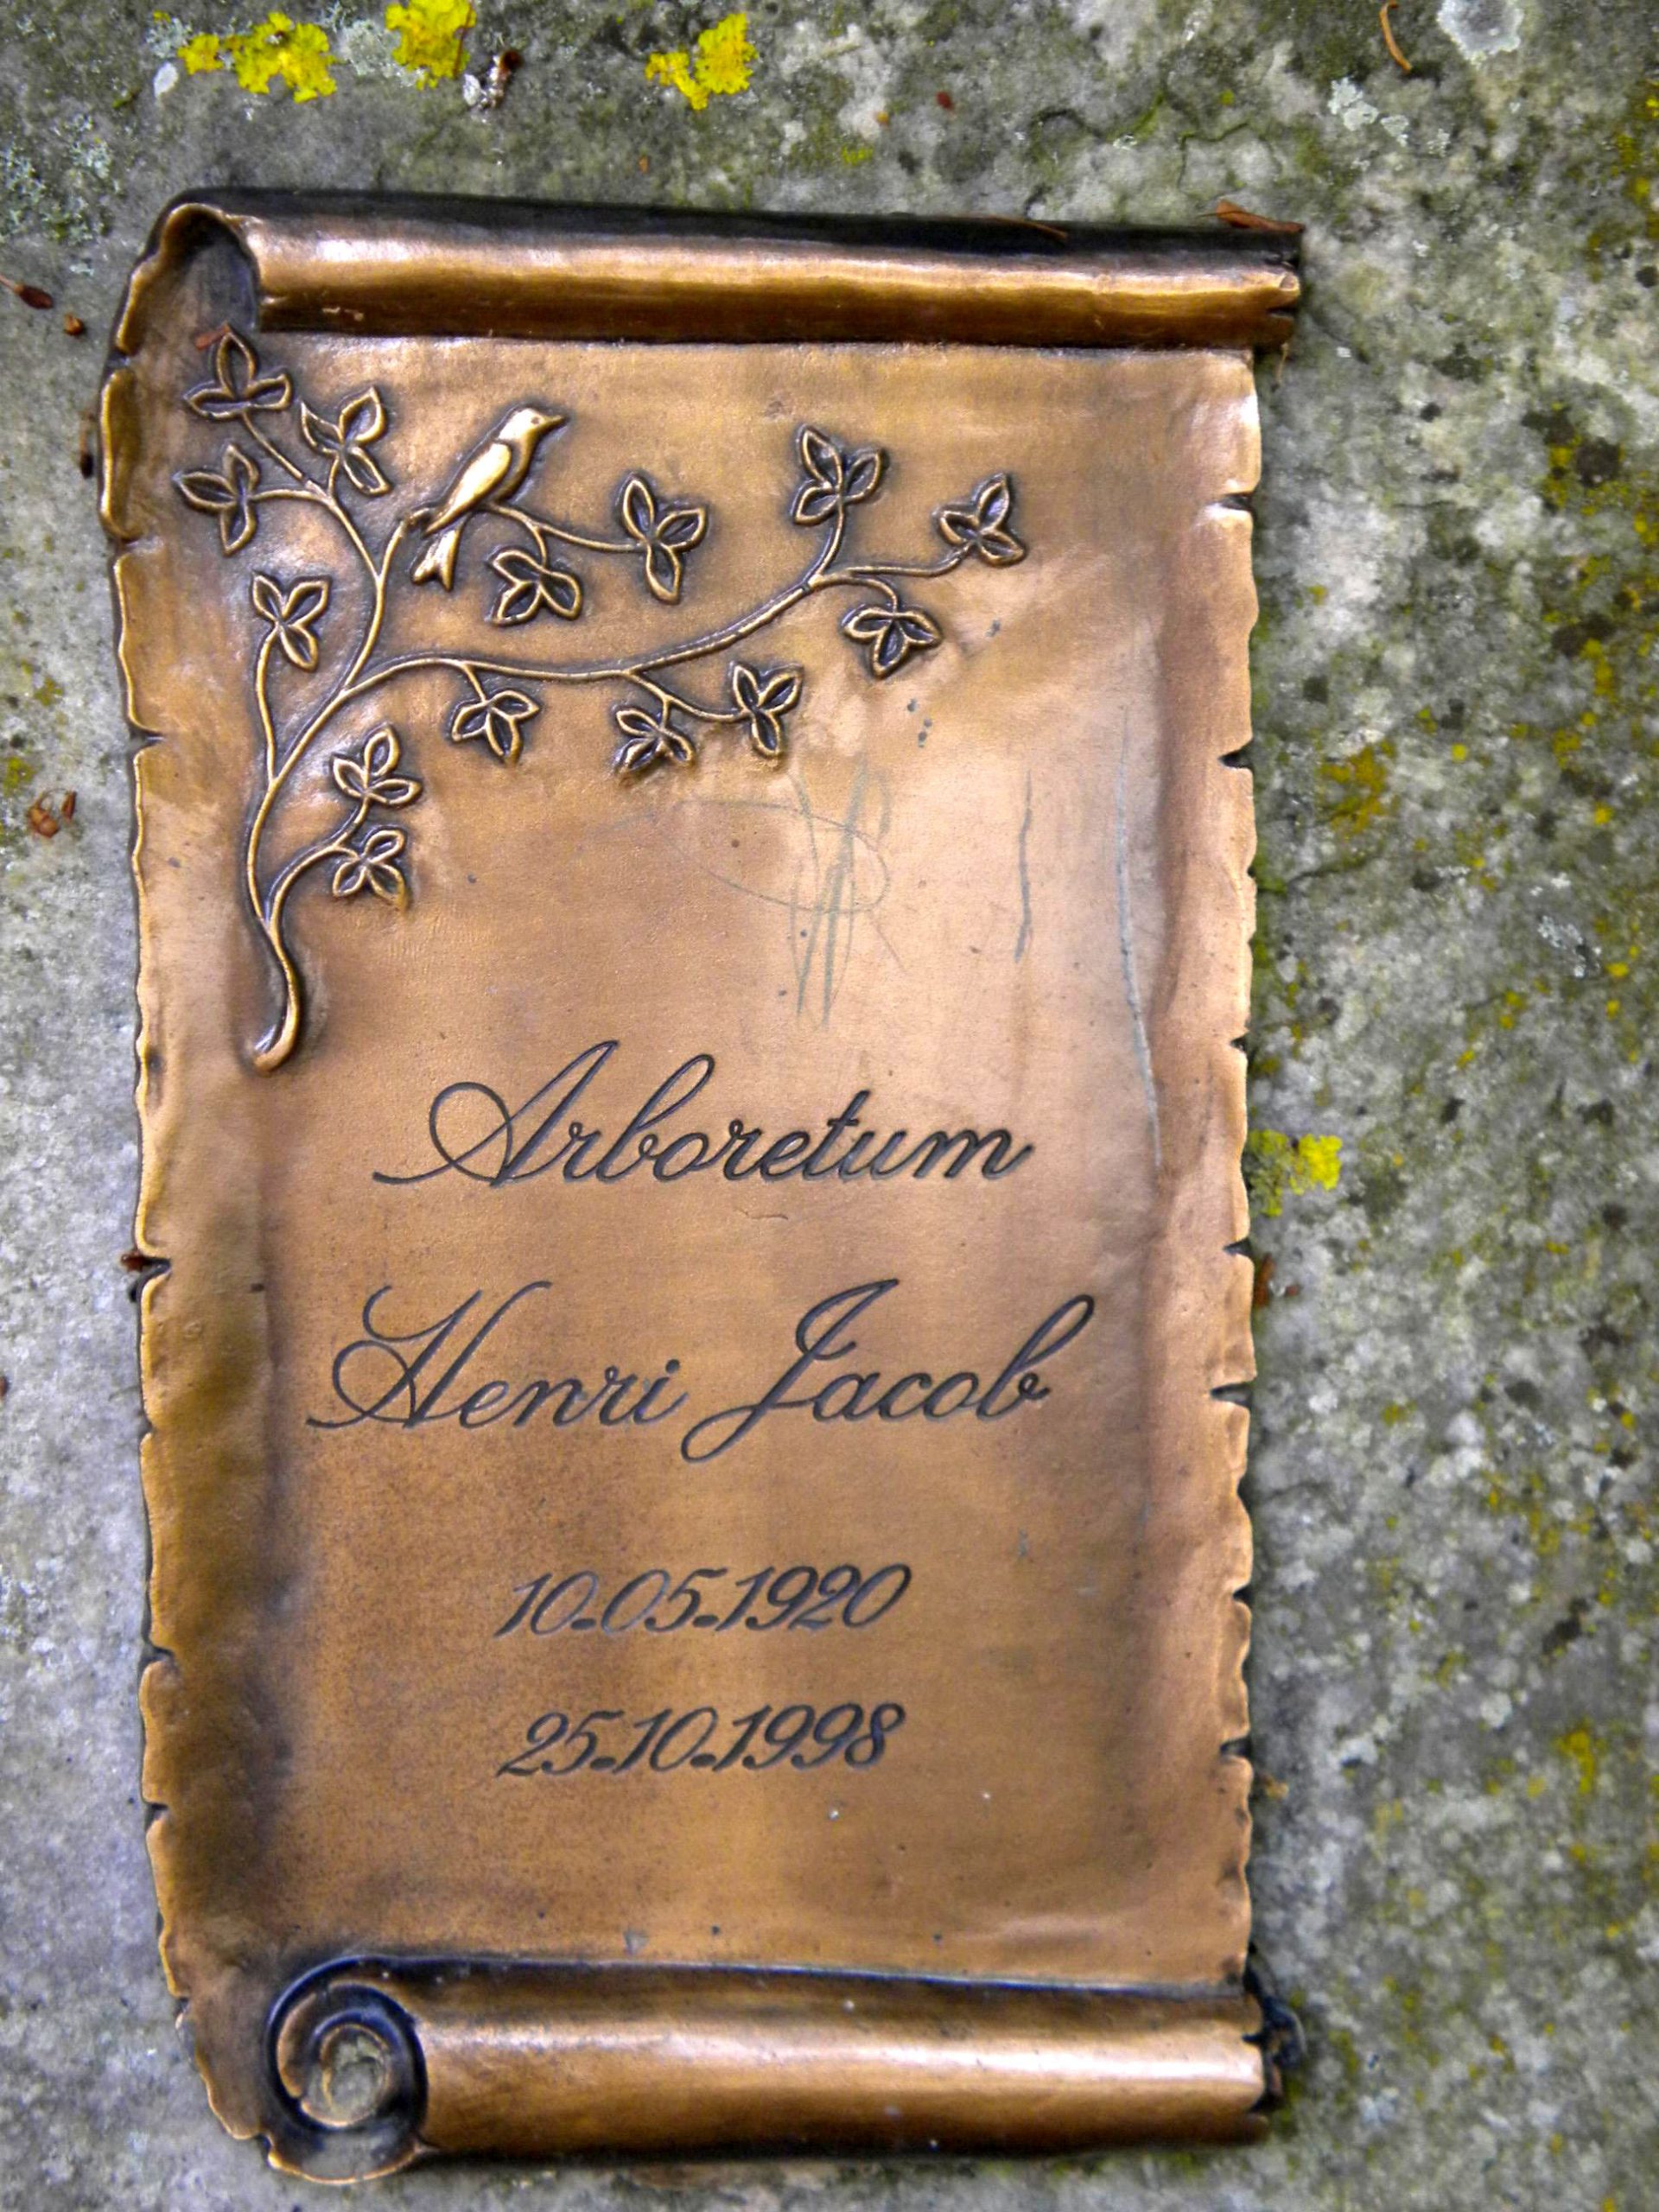 Arboretum
Henri Jacob
10.05.1920
25.10.1998